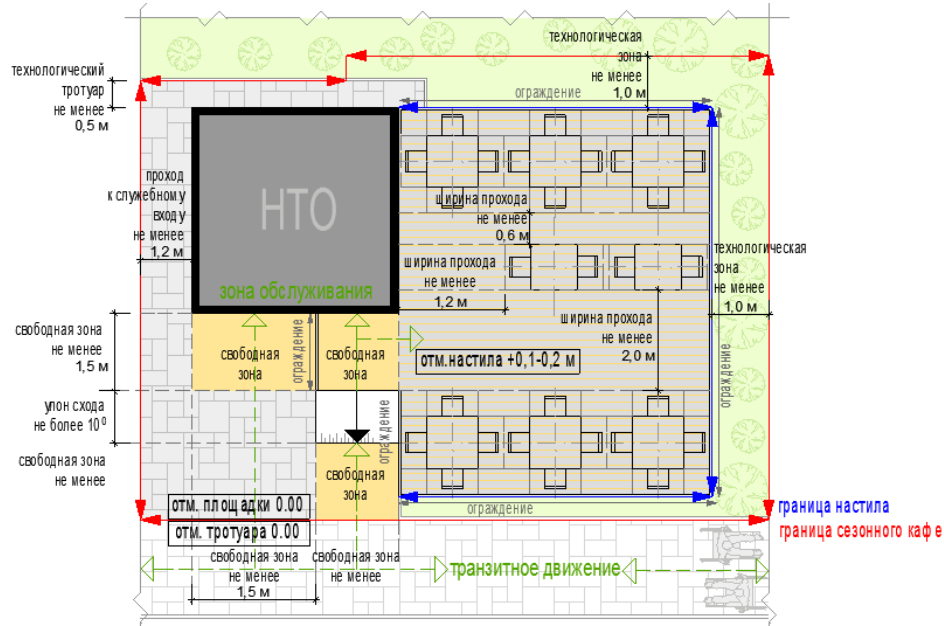 технологическая
зона
не менее
1,0 м
технологический
тротуар
не менее
0,5 м
ограждение
проход
к служебному
входу
не менее
1,2 м
НТО
зона обслуживания
ширина прохода
не менее
0,6 м
ширина прохода
не менее
1,2 м
технологическая
зона
не менее
1,0 м
ширина прохода
не менее
2,0 м
свободная зона
не менее
1,5 м
свободная
зона
ограждение
свободная
зона
отм.настила +0,1-0,2 м
ограждение
уклон схода
не более 10⁰
ограждение
свободная зона
не менее
свободная
зона
отм. площадки 0.00
отм. тротуара 0.00
ограждение
граница настила
граница сезонного кафе
свободная зона
не менее
1,5 м
свободная зона
не менее
транзитное движение